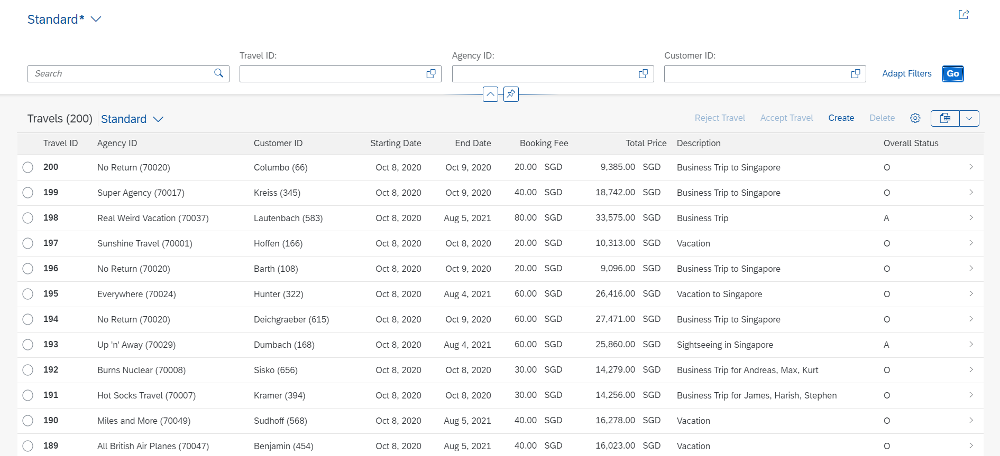 Standard*
Travel ID: Agency ID: Customer ID:
Search Adapt Filters Go
Travels (200) Standard Reject Travel Accept Travel Create Delete
Travel ID Agency ID Customer ID Starting Date End Date Booking Fee Total Price Description Overall Status
200 No Return (70020) Columbo (66) Oct 8, 2020 Oct 9, 2020 20.00 SGD 9,385.00 SGD Business Trip to Singapore O
199 Super Agency (70017) Kreiss (345) Oct 8, 2020 Oct 9, 2020 40.00 SGD 18,742.00 SGD Business Trip to Singapore O
198 Real Weird Vacation (70037) Lautenbach (583) Oct 8, 2020 Aug 5, 2021 80.00 SGD 33,575.00 SGD Business Trip A
197 Sunshine Travel (70001) Hoffen (166) Oct 8, 2020 Oct 8, 2020 20.00 SGD 10,313.00 SGD Vacation O
196 No Return (70020) Barth (108) Oct 8, 2020 Oct 9, 2020 20.00 SGD 9,096.00 SGD Business Trip to Singapore O
195 Everywhere (70024) Hunter (322) Oct 8, 2020 Aug 4, 2021 60.00 SGD 26,416.00 SGD Vacation to Singapore O
194 No Return (70020) Deichgraeber (615) Oct 8, 2020 Oct 9, 2020 60.00 SGD 27,471.00 SGD Business Trip to Singapore O
193 Up 'n' Away (70029) Dumbach (168) Oct 8, 2020 Aug 4, 2021 60.00 SGD 25,860.00 SGD Sightseeing in Singapore A
192 Burns Nuclear (70008) Sisko (656) Oct 8, 2020 Oct 8, 2020 30.00 SGD 14,279.00 SGD Business Trip for Andreas, Max, Kurt O
191 Hot Socks Travel (70007) Kramer (394) Oct 8, 2020 Oct 8, 2020 30.00 SGD 14,256.00 SGD Business Trip for James, Harish, Stephen O
190 Miles and More (70049) Sudhoff (568) Oct 8, 2020 Aug 5, 2021 40.00 SGD 16,278.00 SGD Vacation O
189 All British Air Planes (70047) Benjamin (454) Oct 8, 2020 Aug 5, 2021 40.00 SGD 16,023.00 SGD Vacation O